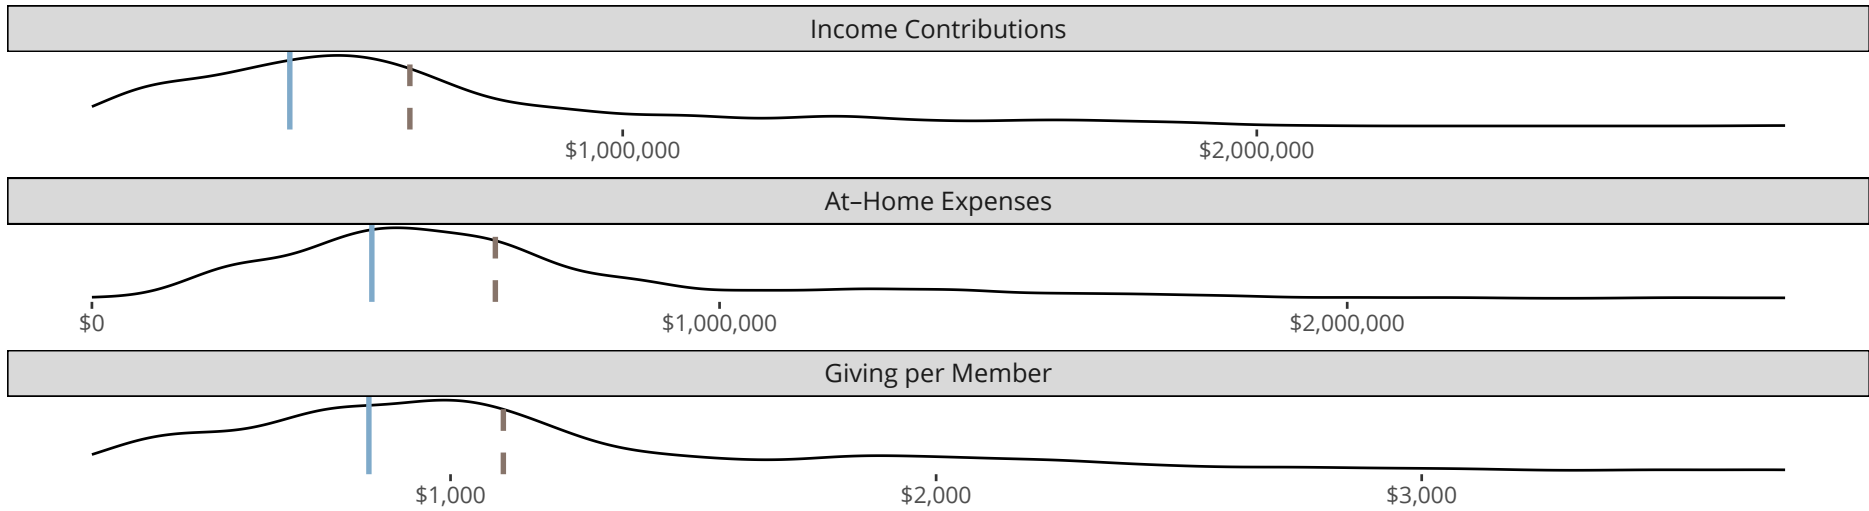 Income Contributions
$1,000,000 $2,000,000
At–Home Expenses
$0 $1,000,000 $2,000,000
Giving per Member
$1,000 $2,000 $3,000